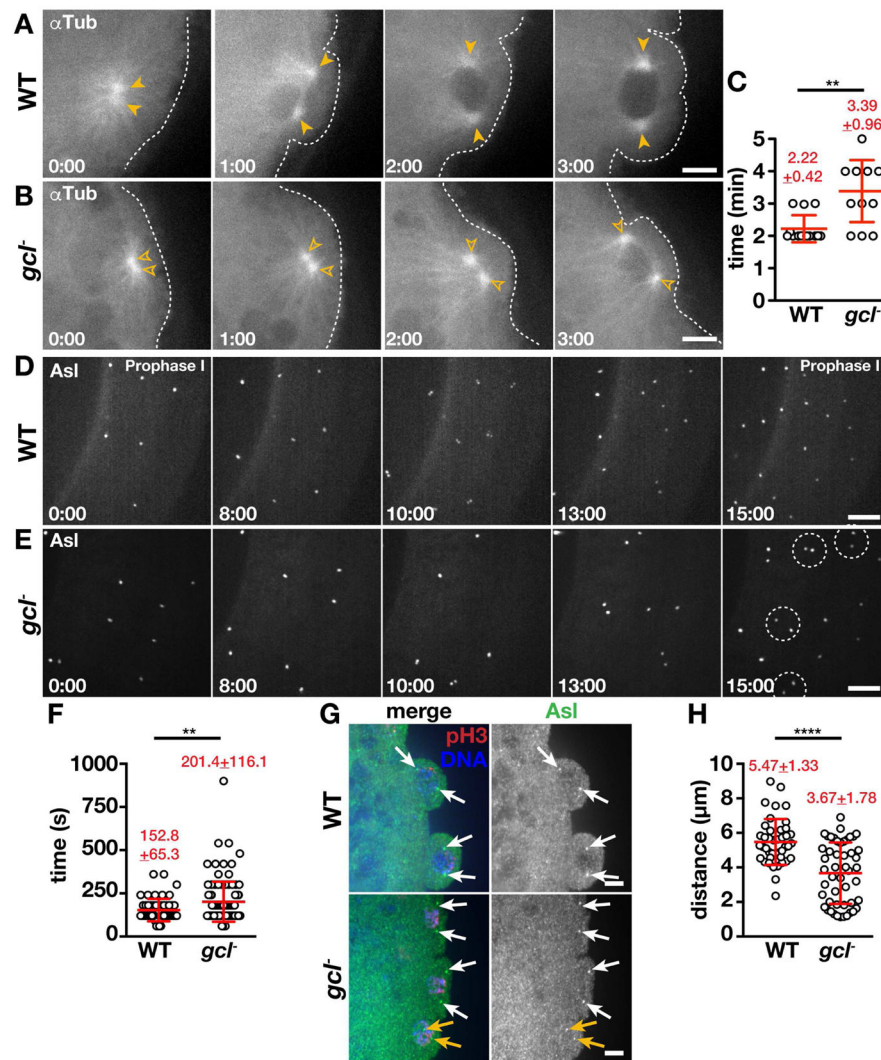 A
αTub
WT
0:00
1:00
2:00
3:00
B
αTub
gcl-
0:00
1:00
2:00
3:00
C
**
3.39
±0.96
2.22
±0.42
time (min)
5
4
3
2
1
0
WT gcl-
D
Asl
Prophase I
Prophase I
WT
0:00
8:00
10:00
13:00
15:00
E
Asl
gcl-
0:00
8:00
10:00
13:00
15:00
F
**
201.4±116.1
152.8
±65.3
time (s)
1000
750
500
250
0
WT gcl-
G
merge
Asl
pH3
DNA
WT
gcl-
H
****
5.47±1.33
3.67±1.78
distance (µm)
10
8
6
4
2
0
WT gcl-